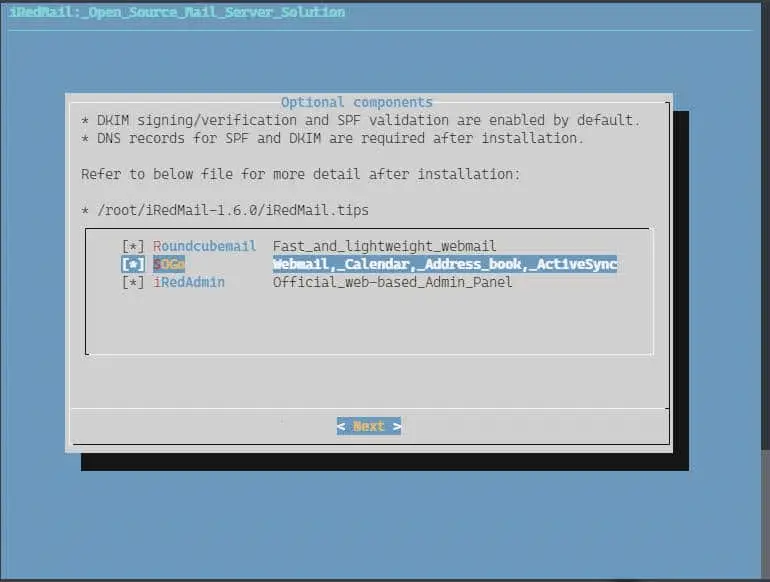 iRedMail:_Open_Source_Mail_Server_Solution
Optional components
* DKIM signing/verification and SPF validation are enabled by default.
* DNS records for SPF and DKIM are required after installation.
Refer to below file for more detail after installation:
* /root/iRedMail-1.6.0/iRedMail.tips
[*] Roundcubemail Fast_and_lightweight_webmail
[*] SOGo Webmail,_Calendar,_Address_book,_ActiveSync
[*] iRedAdmin Official_web-based_Admin_Panel
< Next >